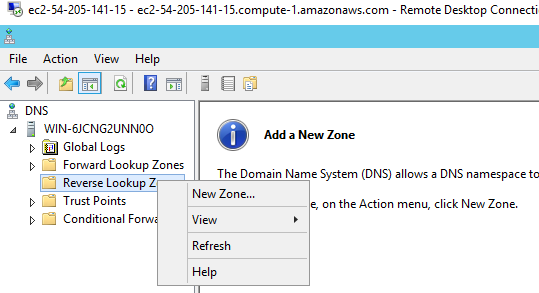 ec2-54-205-141-15 - ec2-54-205-141-15.compute-1.amazonaws.com - Remote Desktop Connecti
File Action View Help
DNS
WIN-6JCNG2UNN0O
Global Logs
Forward Lookup Zones
Reverse Lookup Z
Trust Points
Conditional Forwa
New Zone...
View
Refresh
Help
Add a New Zone
The Domain Name System (DNS) allows a DNS namespace to
e, on the Action menu, click New Zone.